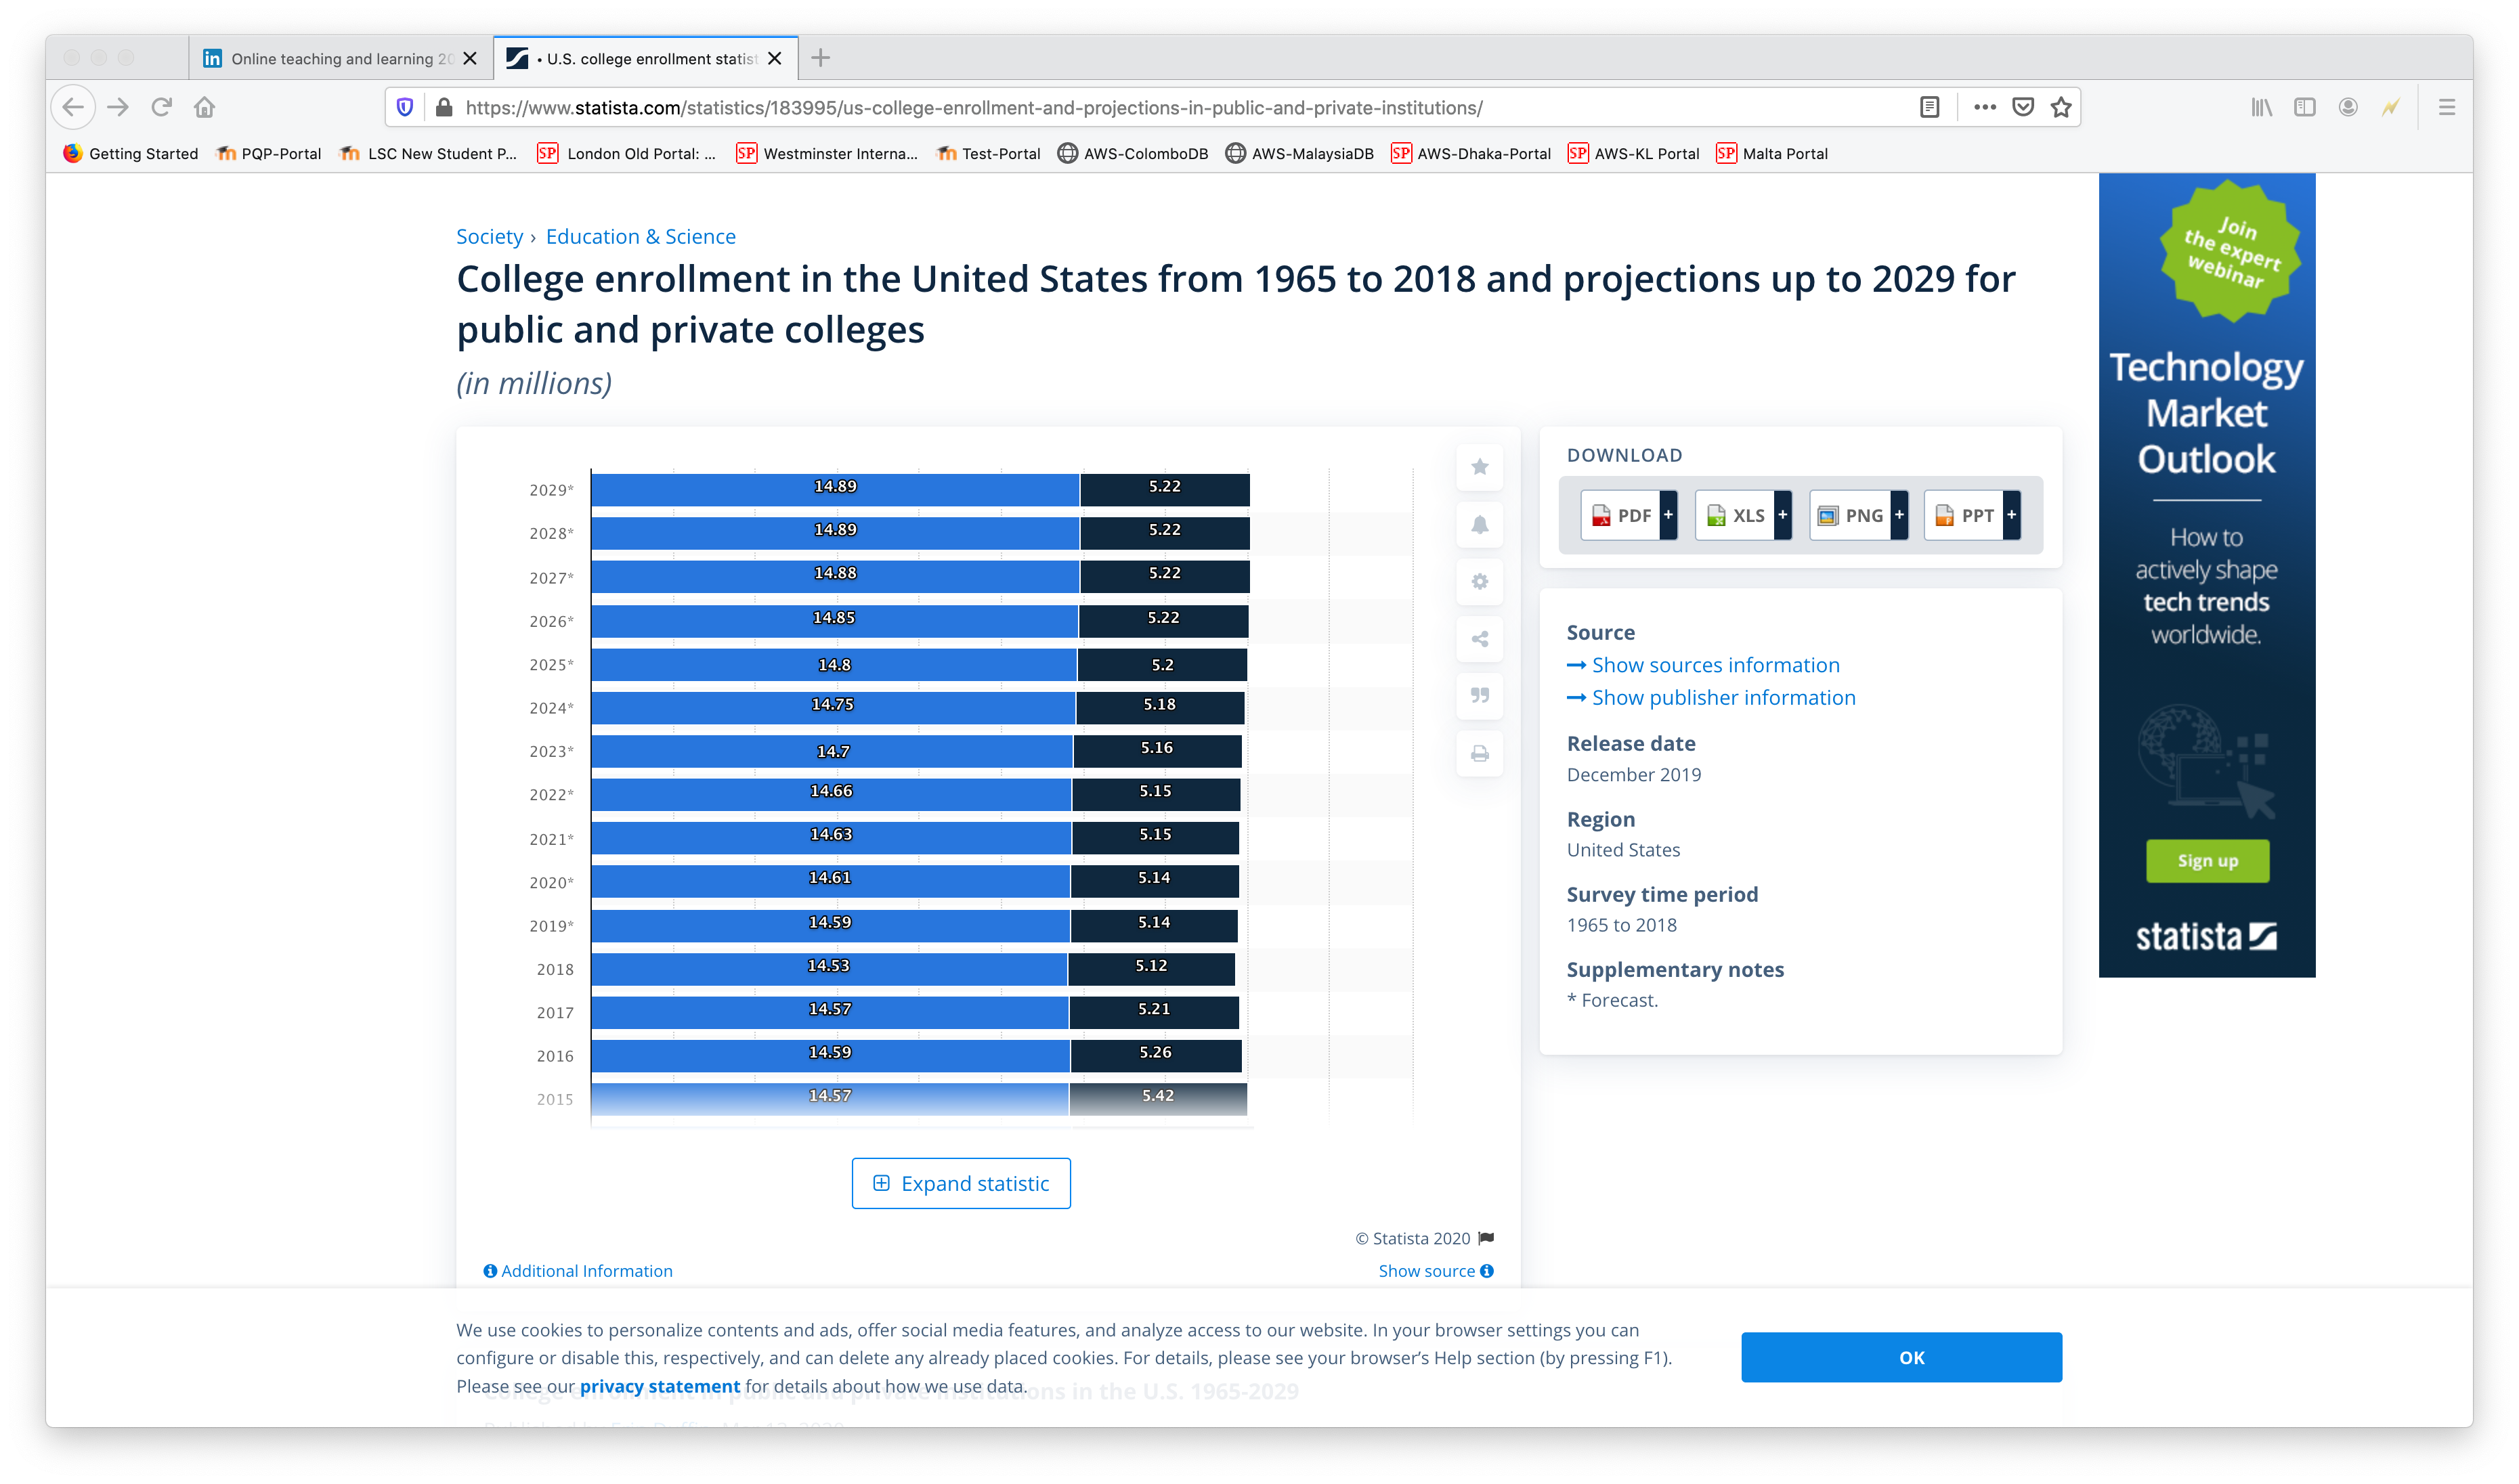 Online teaching and learning 20
• U.S. college enrollment statist
https://www.statista.com/statistics/183995/us-college-enrollment-and-projections-in-public-and-private-institutions/
Getting Started PQP-Portal LSC New Student P... London Old Portal: ... Westminster Interna... Test-Portal AWS-ColomboDB AWS-MalaysiaDB AWS-Dhaka-Portal AWS-KL Portal Malta Portal
Society › Education & Science
College enrollment in the United States from 1965 to 2018 and projections up to 2029 for
public and private colleges
(in millions)
2029* 14.89 5.22
2028* 14.89 5.22
2027* 14.88 5.22
2026* 14.85 5.22
2025* 14.8 5.2
2024* 14.75 5.18
2023* 14.7 5.16
2022* 14.66 5.15
2021* 14.63 5.15
2020* 14.61 5.14
2019* 14.59 5.14
2018 14.53 5.12
2017 14.57 5.21
2016 14.59 5.26
2015 14.57 5.42
Expand statistic
© Statista 2020
Additional Information
Show source
DOWNLOAD
PDF + XLS + PNG + PPT +
Source
Show sources information
Show publisher information
Release date
December 2019
Region
United States
Survey time period
1965 to 2018
Supplementary notes
* Forecast.
Join
the expert
webinar
Technology
Market
Outlook
How to
actively shape
tech trends
worldwide.
Sign up
statista
We use cookies to personalize contents and ads, offer social media features, and analyze access to our website. In your browser settings you can
configure or disable this, respectively, and can delete any already placed cookies. For details, please see your browser's Help section (by pressing F1).
Please see our privacy statement for details about how we use data.
OK
College enrollment in public and private institutions in the U.S. 1965-2029